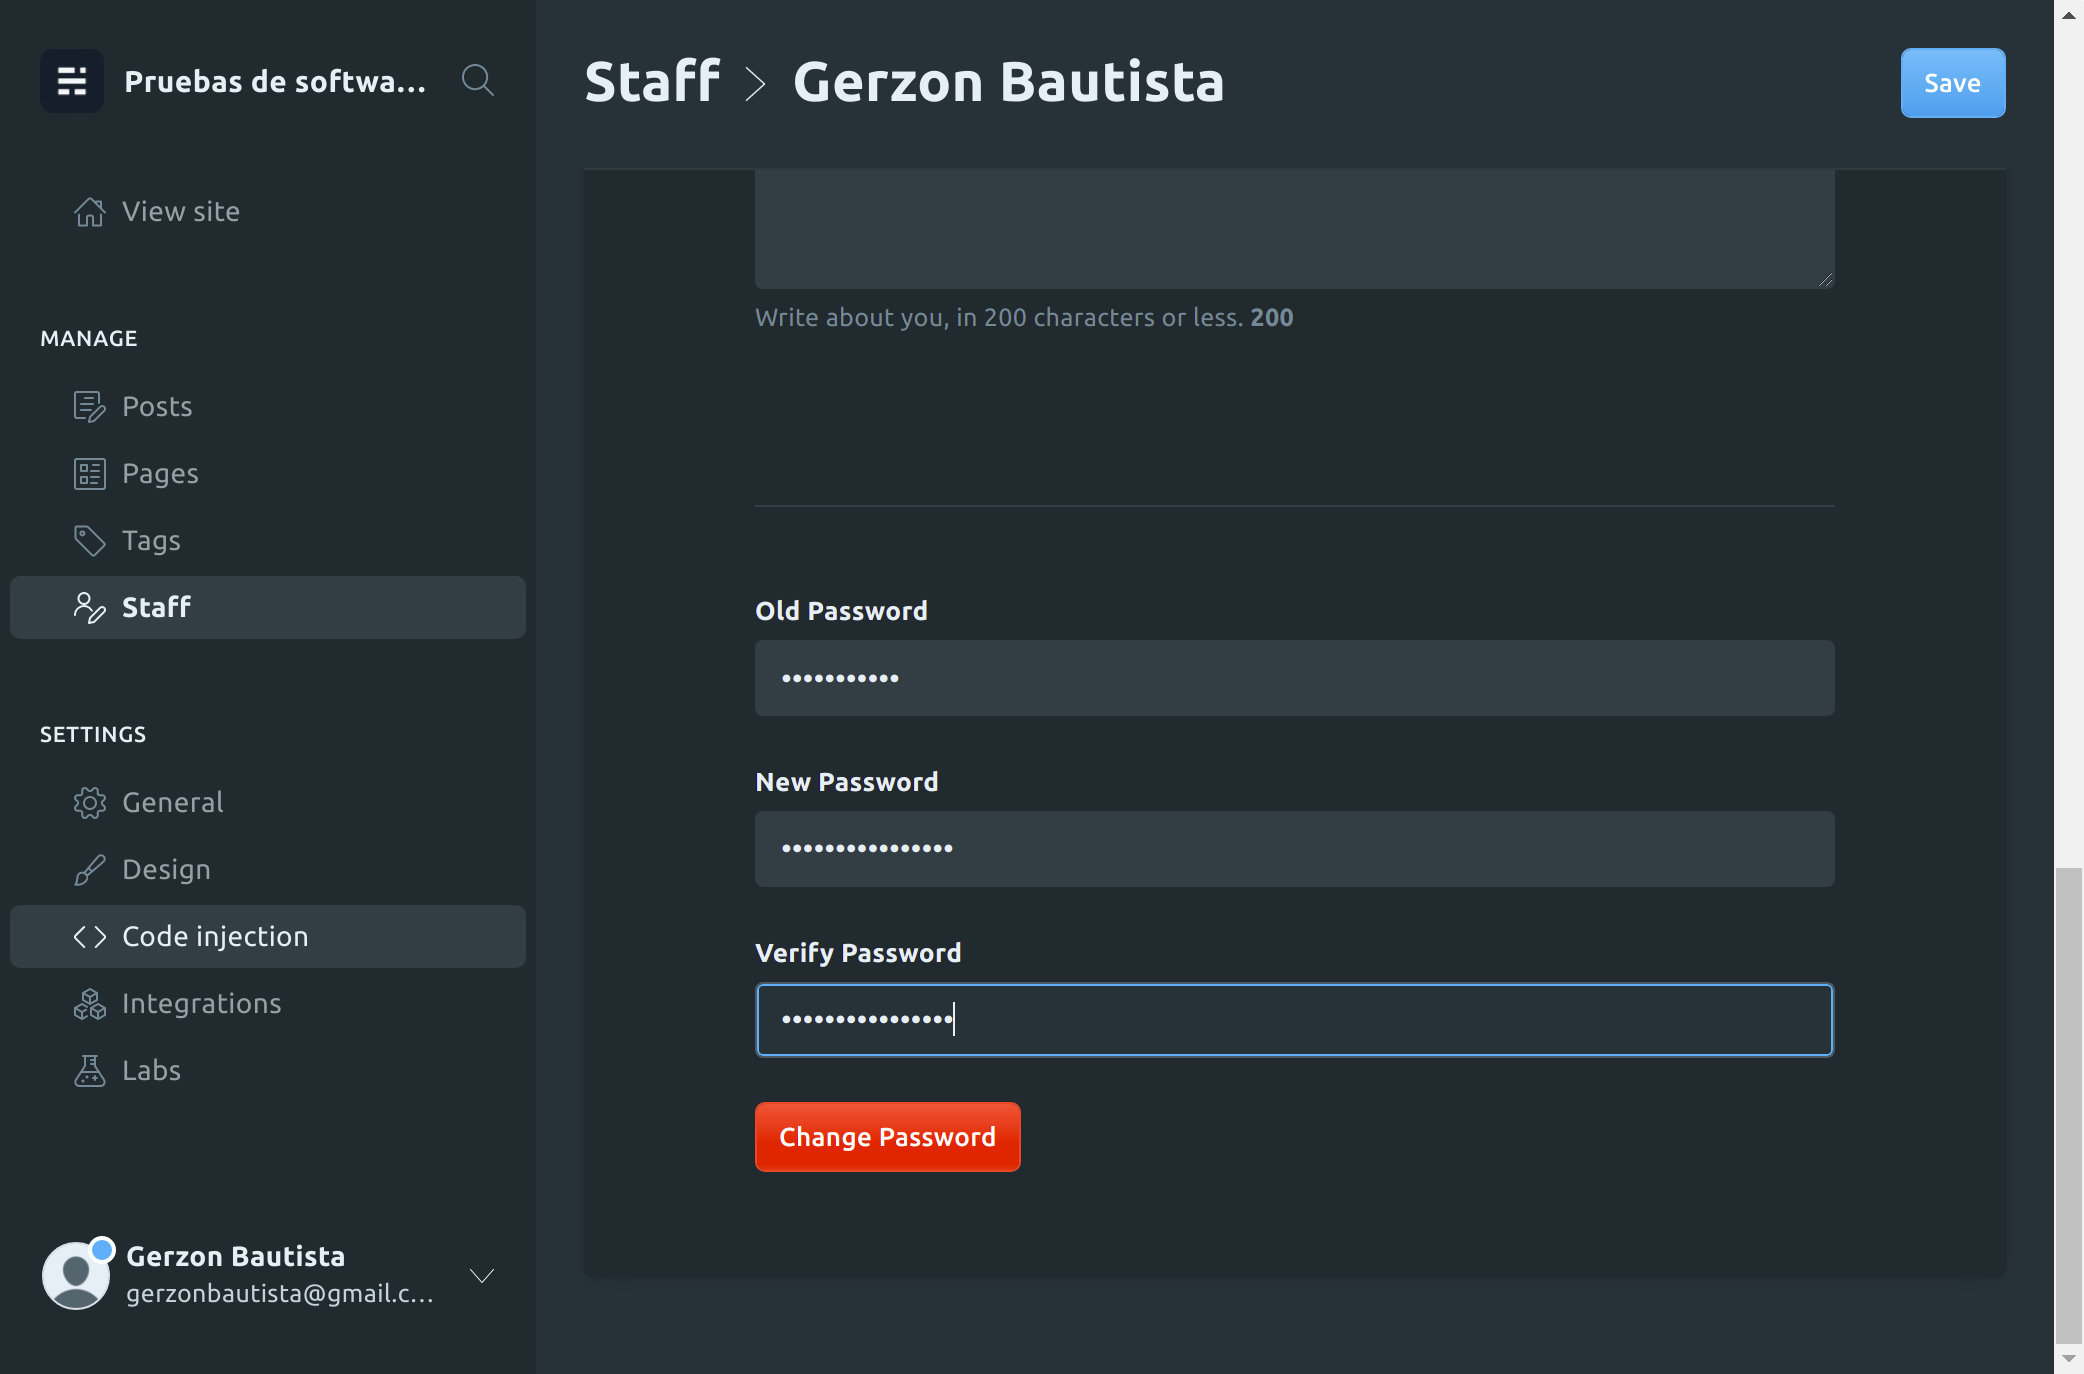 Pruebas de softwa...
View site
MANAGE
Posts
Pages
Tags
Staff
SETTINGS
General
Design
Code injection
Integrations
Labs
Gerzon Bautista
gerzonbautista@gmail.c...
Staff > Gerzon Bautista
Save
Write about you, in 200 characters or less. 200
Old Password
•••••••••••
New Password
••••••••••••••••
Verify Password
••••••••••••••••
Change Password